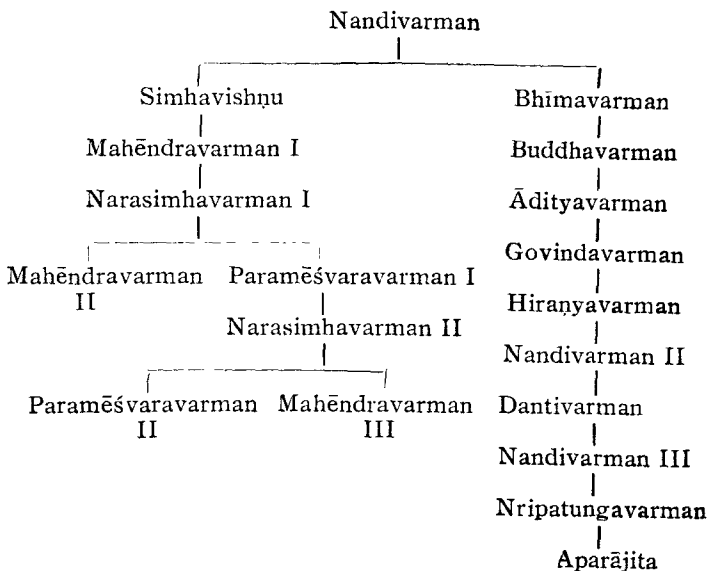 Nandivarman
Simhavishṇu Bhīmavarman
Mahēndravarman I Buddhavarman
Narasimhavarman I Ādityavarman
Govindavarman
Mahēndravarman Paramēśvaravarman I
II Hiraṇyavarman
Narasimhavarman II
Nandivarman II
Paramēśvaravarman Mahēndravarman Dantivarman
II III
Nandivarman III
Nripatungavarman
Aparājita